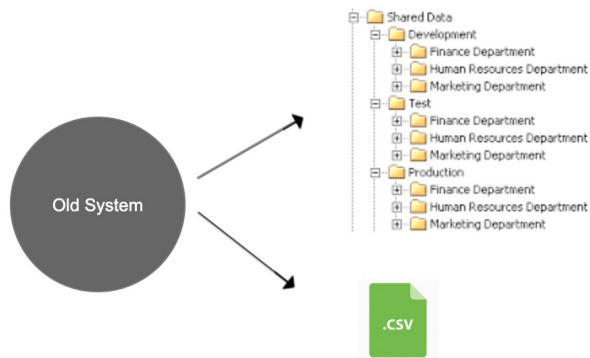 Shared Data
Development
Finance Department
Human Resources Department
Marketing Department
Test
Finance Department
Human Resources Department
Marketing Department
Production
Finance Department
Human Resources Department
Marketing Department
Old System
.CSV